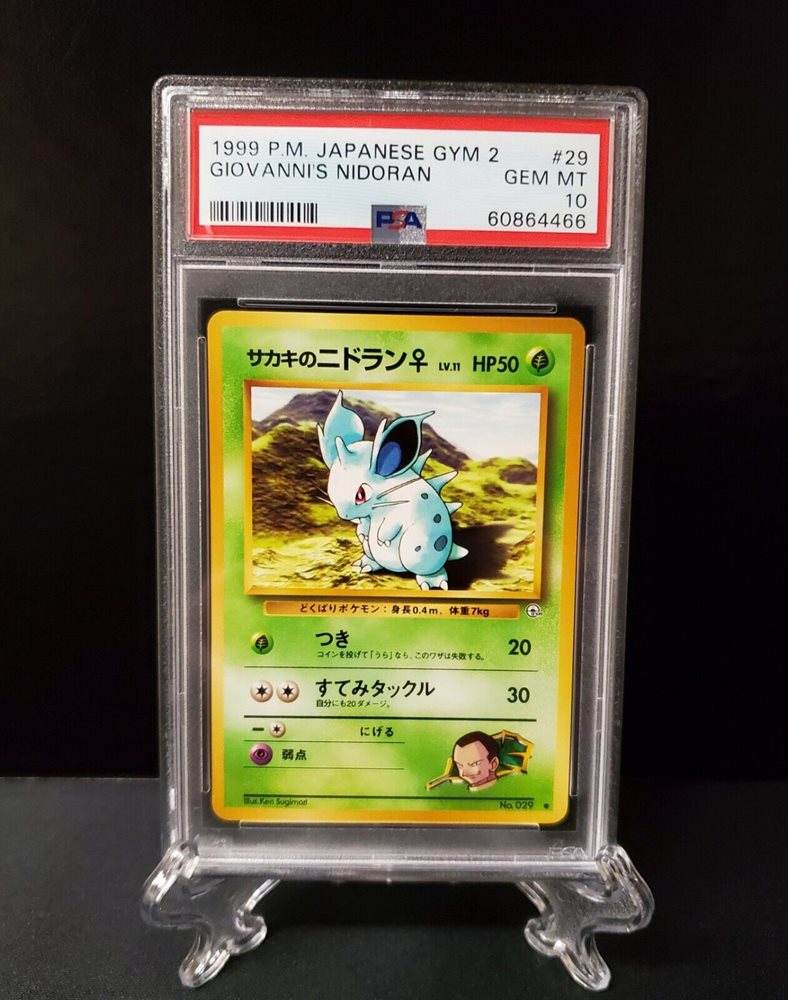 1999 P.M. JAPANESE GYM 2 #29
GIOVANNI'S NIDORAN GEM MT
10
PSA 60864466
サカキのニドラン♀ LV.11 HP50
どくばりポケモン：身長0.4m、体重7kg
つき 20
コインを投げて「うら」なら、このワザは失敗する。
すてみタックル 30
自分にも20ダメージ。
にげる
弱点
Illus. Ken Sugimori No. 029 ●